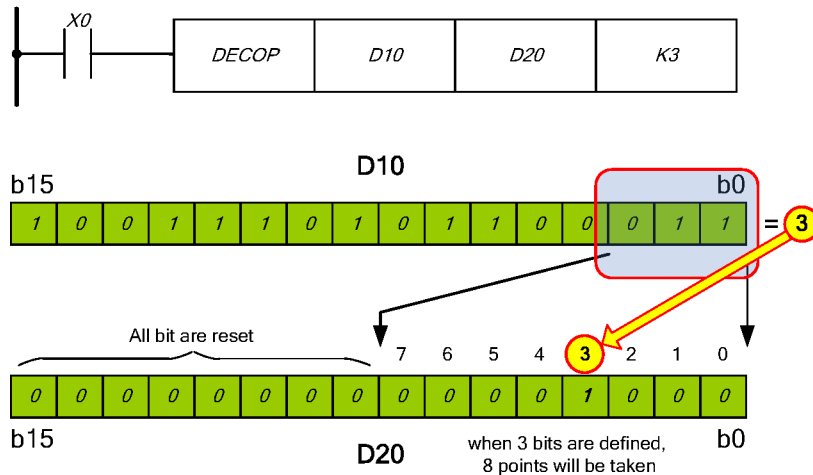 X0
DECOP D10 D20 K3
D10
b15 b0
1 0 0 1 1 1 0 1 0 1 1 0 0 0 1 1 = 3
All bit are reset
7 6 5 4 3 2 1 0
0 0 0 0 0 0 0 0 0 0 0 0 1 0 0 0
b15 b0
D20
when 3 bits are defined,
8 points will be taken